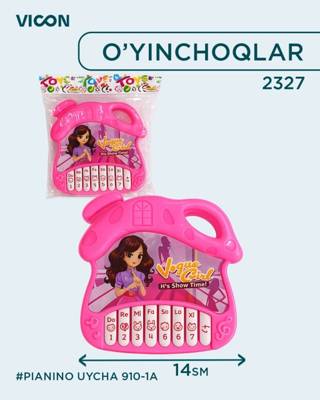 VICON
O'YINCHOQLAR
2327
Vogue
Girl
It's Show Time!
Do Re Mi Fa So La Xi
1 2 3 4 5 6 7
14SM
#PIANINO UYCHA 910-1A